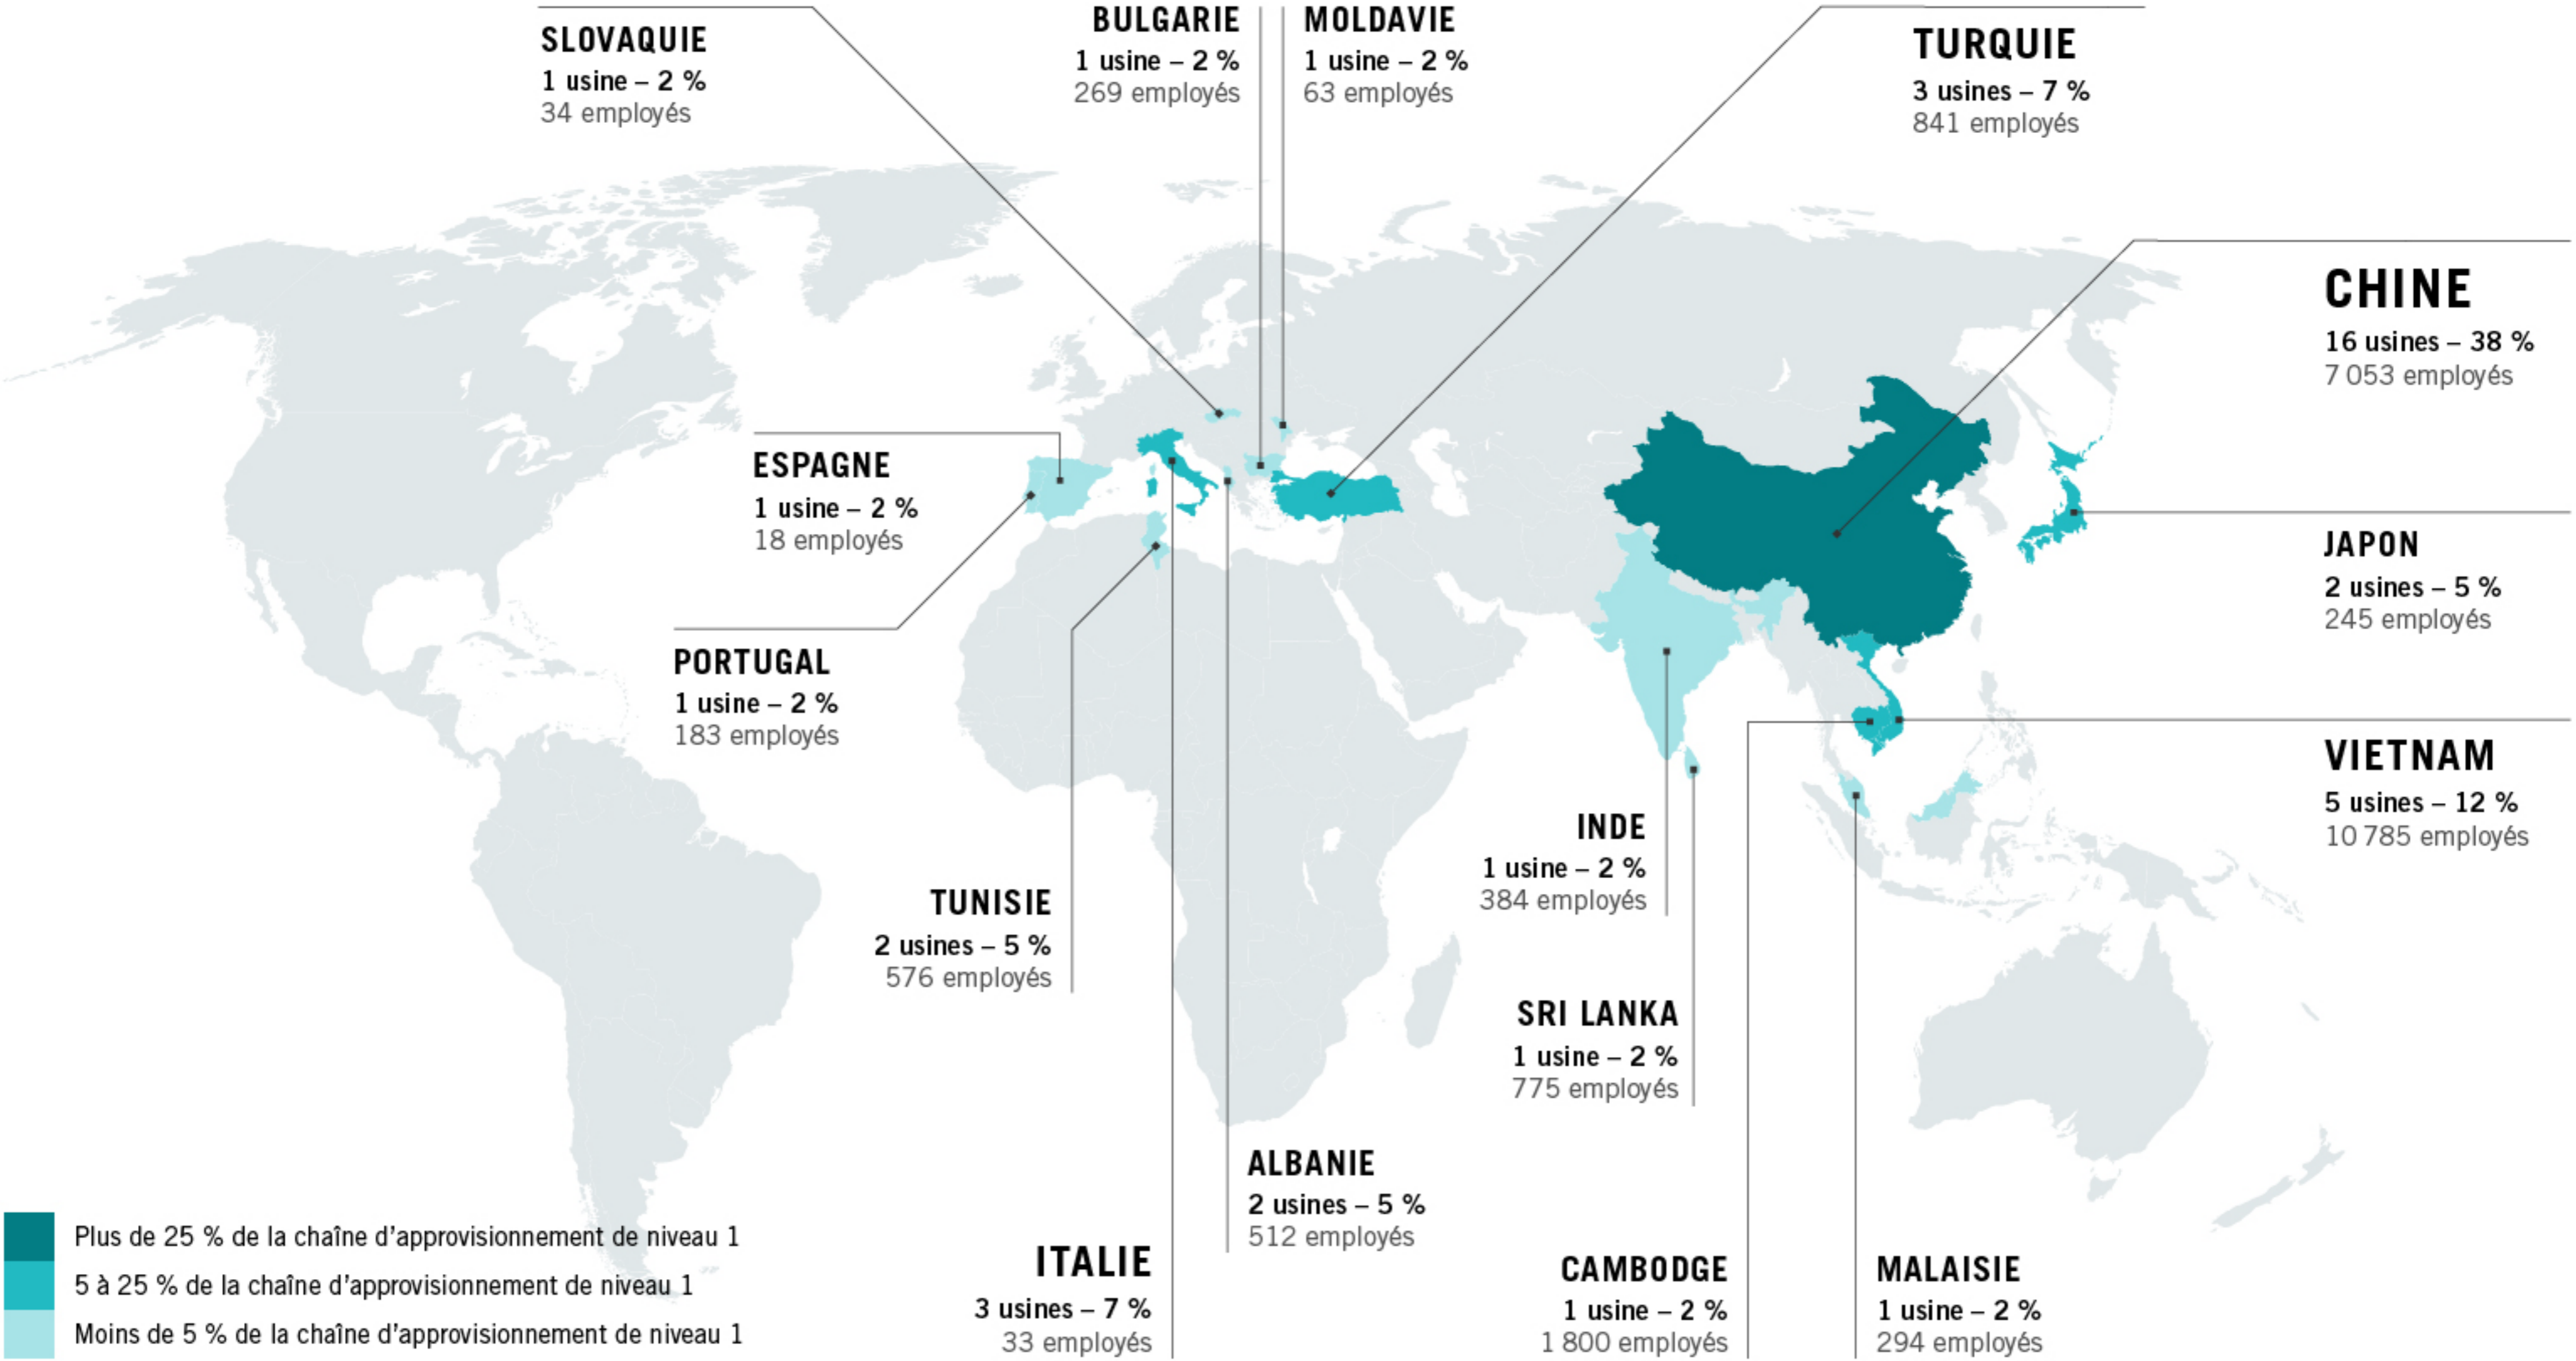 SLOVAQUIE
1 usine – 2 %
34 employés
BULGARIE
1 usine – 2 %
269 employés
MOLDAVIE
1 usine – 2 %
63 employés
TURQUIE
3 usines – 7 %
841 employés
CHINE
16 usines – 38 %
7 053 employés
ESPAGNE
1 usine – 2 %
18 employés
JAPON
2 usines – 5 %
245 employés
PORTUGAL
1 usine – 2 %
183 employés
VIETNAM
5 usines – 12 %
10 785 employés
INDE
1 usine – 2 %
384 employés
TUNISIE
2 usines – 5 %
576 employés
SRI LANKA
1 usine – 2 %
775 employés
ALBANIE
2 usines – 5 %
512 employés
ITALIE
3 usines – 7 %
33 employés
CAMBODGE
1 usine – 2 %
1 800 employés
MALAISIE
1 usine – 2 %
294 employés
Plus de 25 % de la chaîne d’approvisionnement de niveau 1
5 à 25 % de la chaîne d’approvisionnement de niveau 1
Moins de 5 % de la chaîne d’approvisionnement de niveau 1